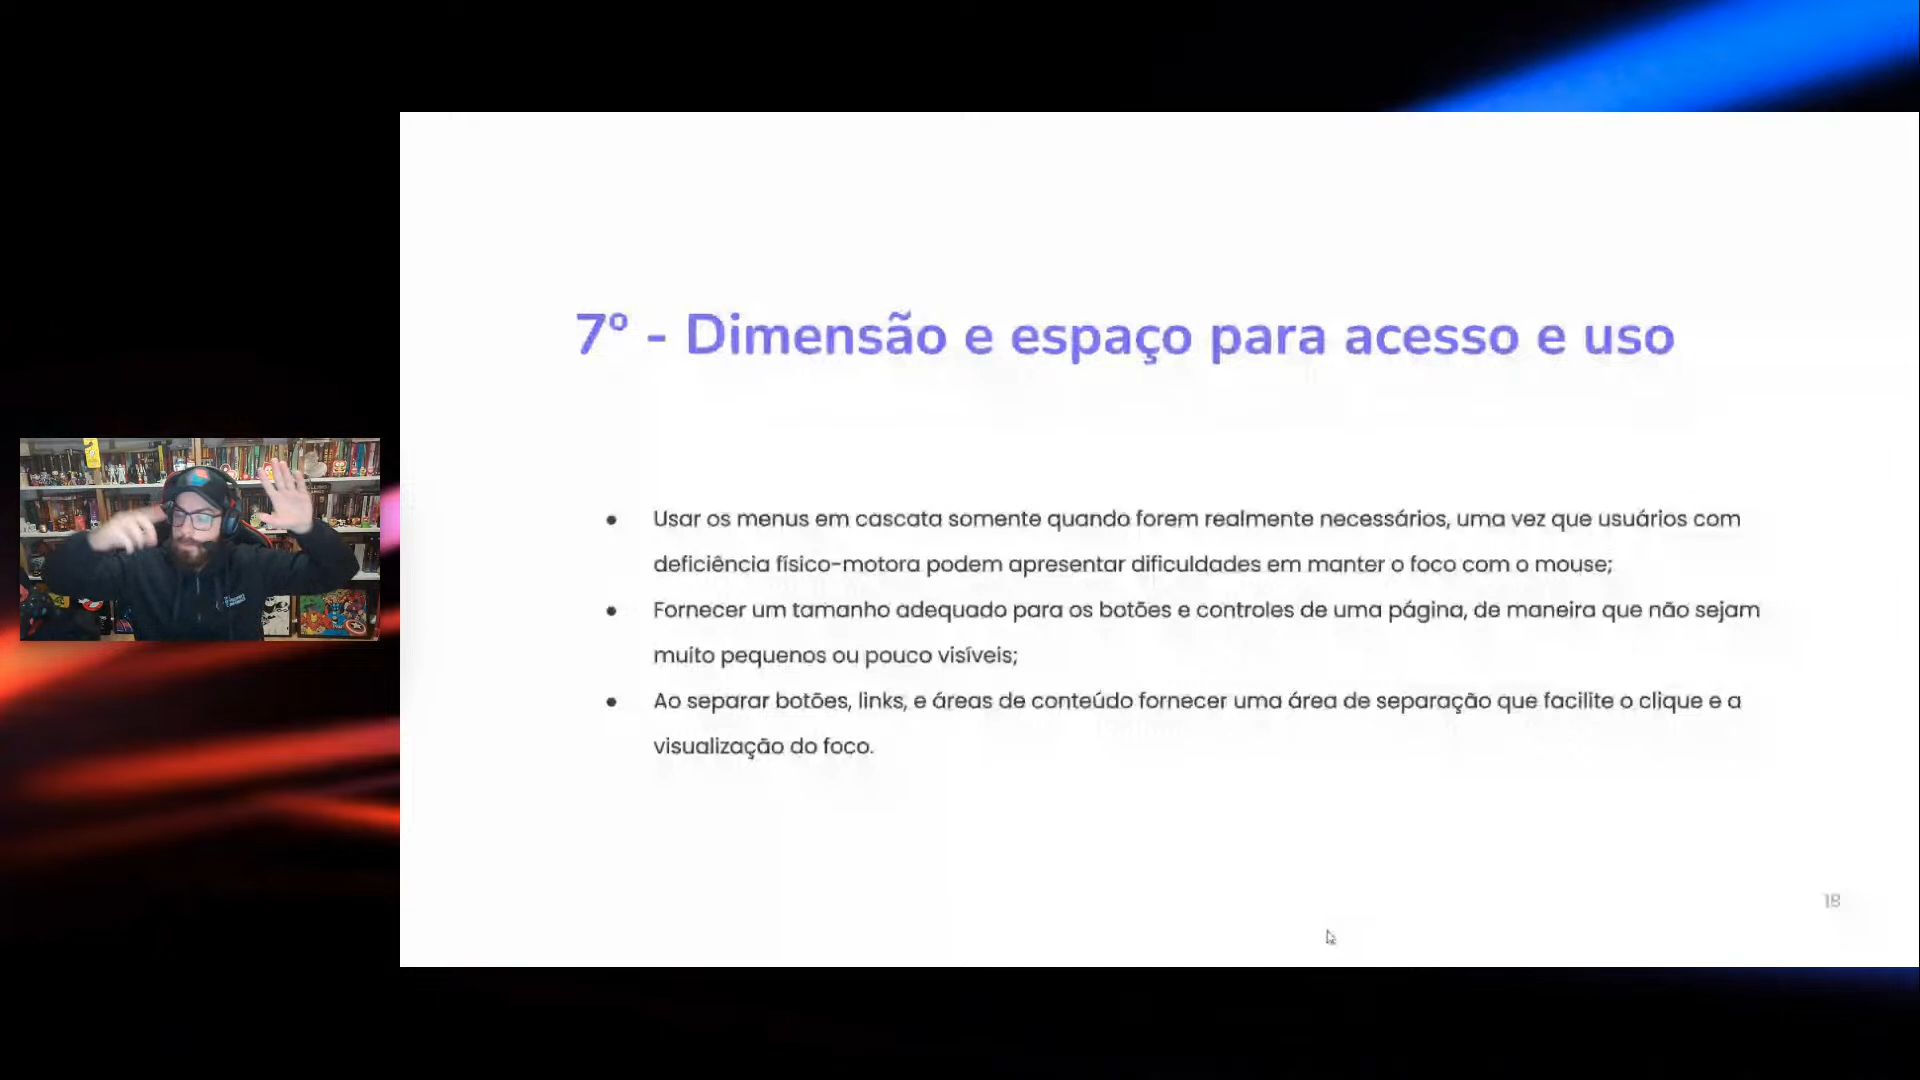 7º - Dimensão e espaço para acesso e uso
● Usar os menus em cascata somente quando forem realmente necessários, uma vez que usuários com
deficiência físico-motora podem apresentar dificuldades em manter o foco com o mouse;
● Fornecer um tamanho adequado para os botões e controles de uma página, de maneira que não sejam
muito pequenos ou pouco visíveis;
● Ao separar botões, links, e áreas de conteúdo fornecer uma área de separação que facilite o clique e a
visualização do foco.
18